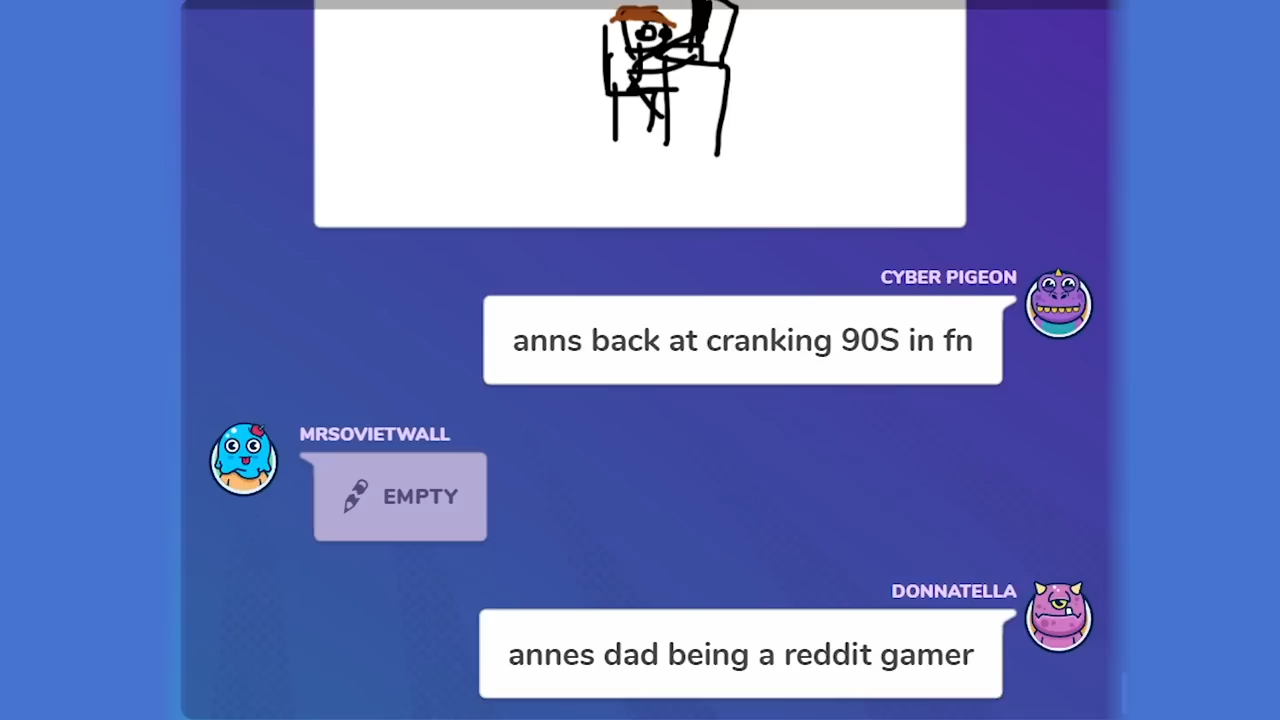 CYBER PIGEON
anns back at cranking 90S in fn
MRSOVIETWALL
EMPTY
DONNATELLA
annes dad being a reddit gamer